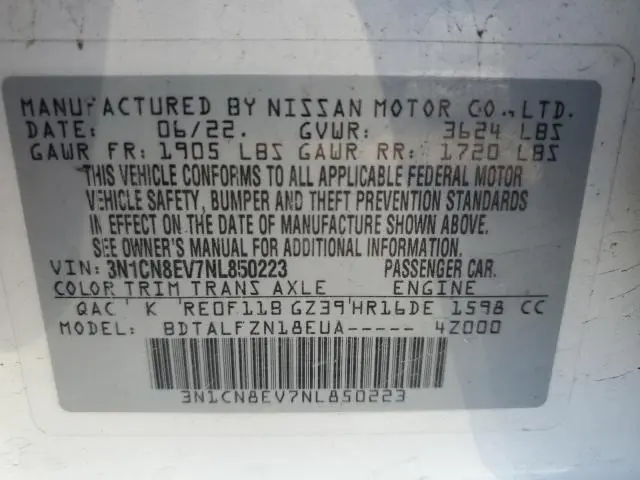 MANUFACTURED BY NISSAN MOTOR CO., LTD.
DATE: 06/22. GVWR: 3624 LBS
GAWR FR: 1905 LBS GAWR RR: 1720 LBS
THIS VEHICLE CONFORMS TO ALL APPLICABLE FEDERAL MOTOR
VEHICLE SAFETY, BUMPER AND THEFT PREVENTION STANDARDS
IN EFFECT ON THE DATE OF MANUFACTURE SHOWN ABOVE.
SEE OWNER'S MANUAL FOR ADDITIONAL INFORMATION
VIN: 3N1CN8EV7NL850223 PASSENGER CAR.
COLOR TRIM TRANS AXLE ENGINE
QAC' K 'RE0F11B GZ39'HR16DE 1598 CC
MODEL: BDTALFZN18EUA----- 4Z000
3N1CN8EV7NL850223